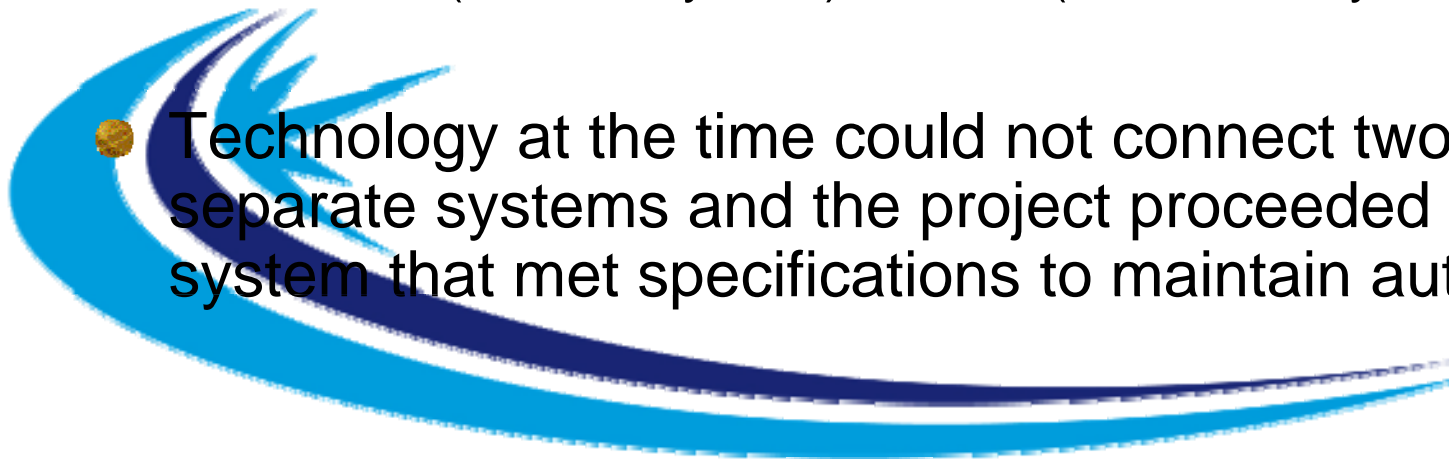 Technology at the time could not connect two
separate systems and the project proceeded
system that met specifications to maintain